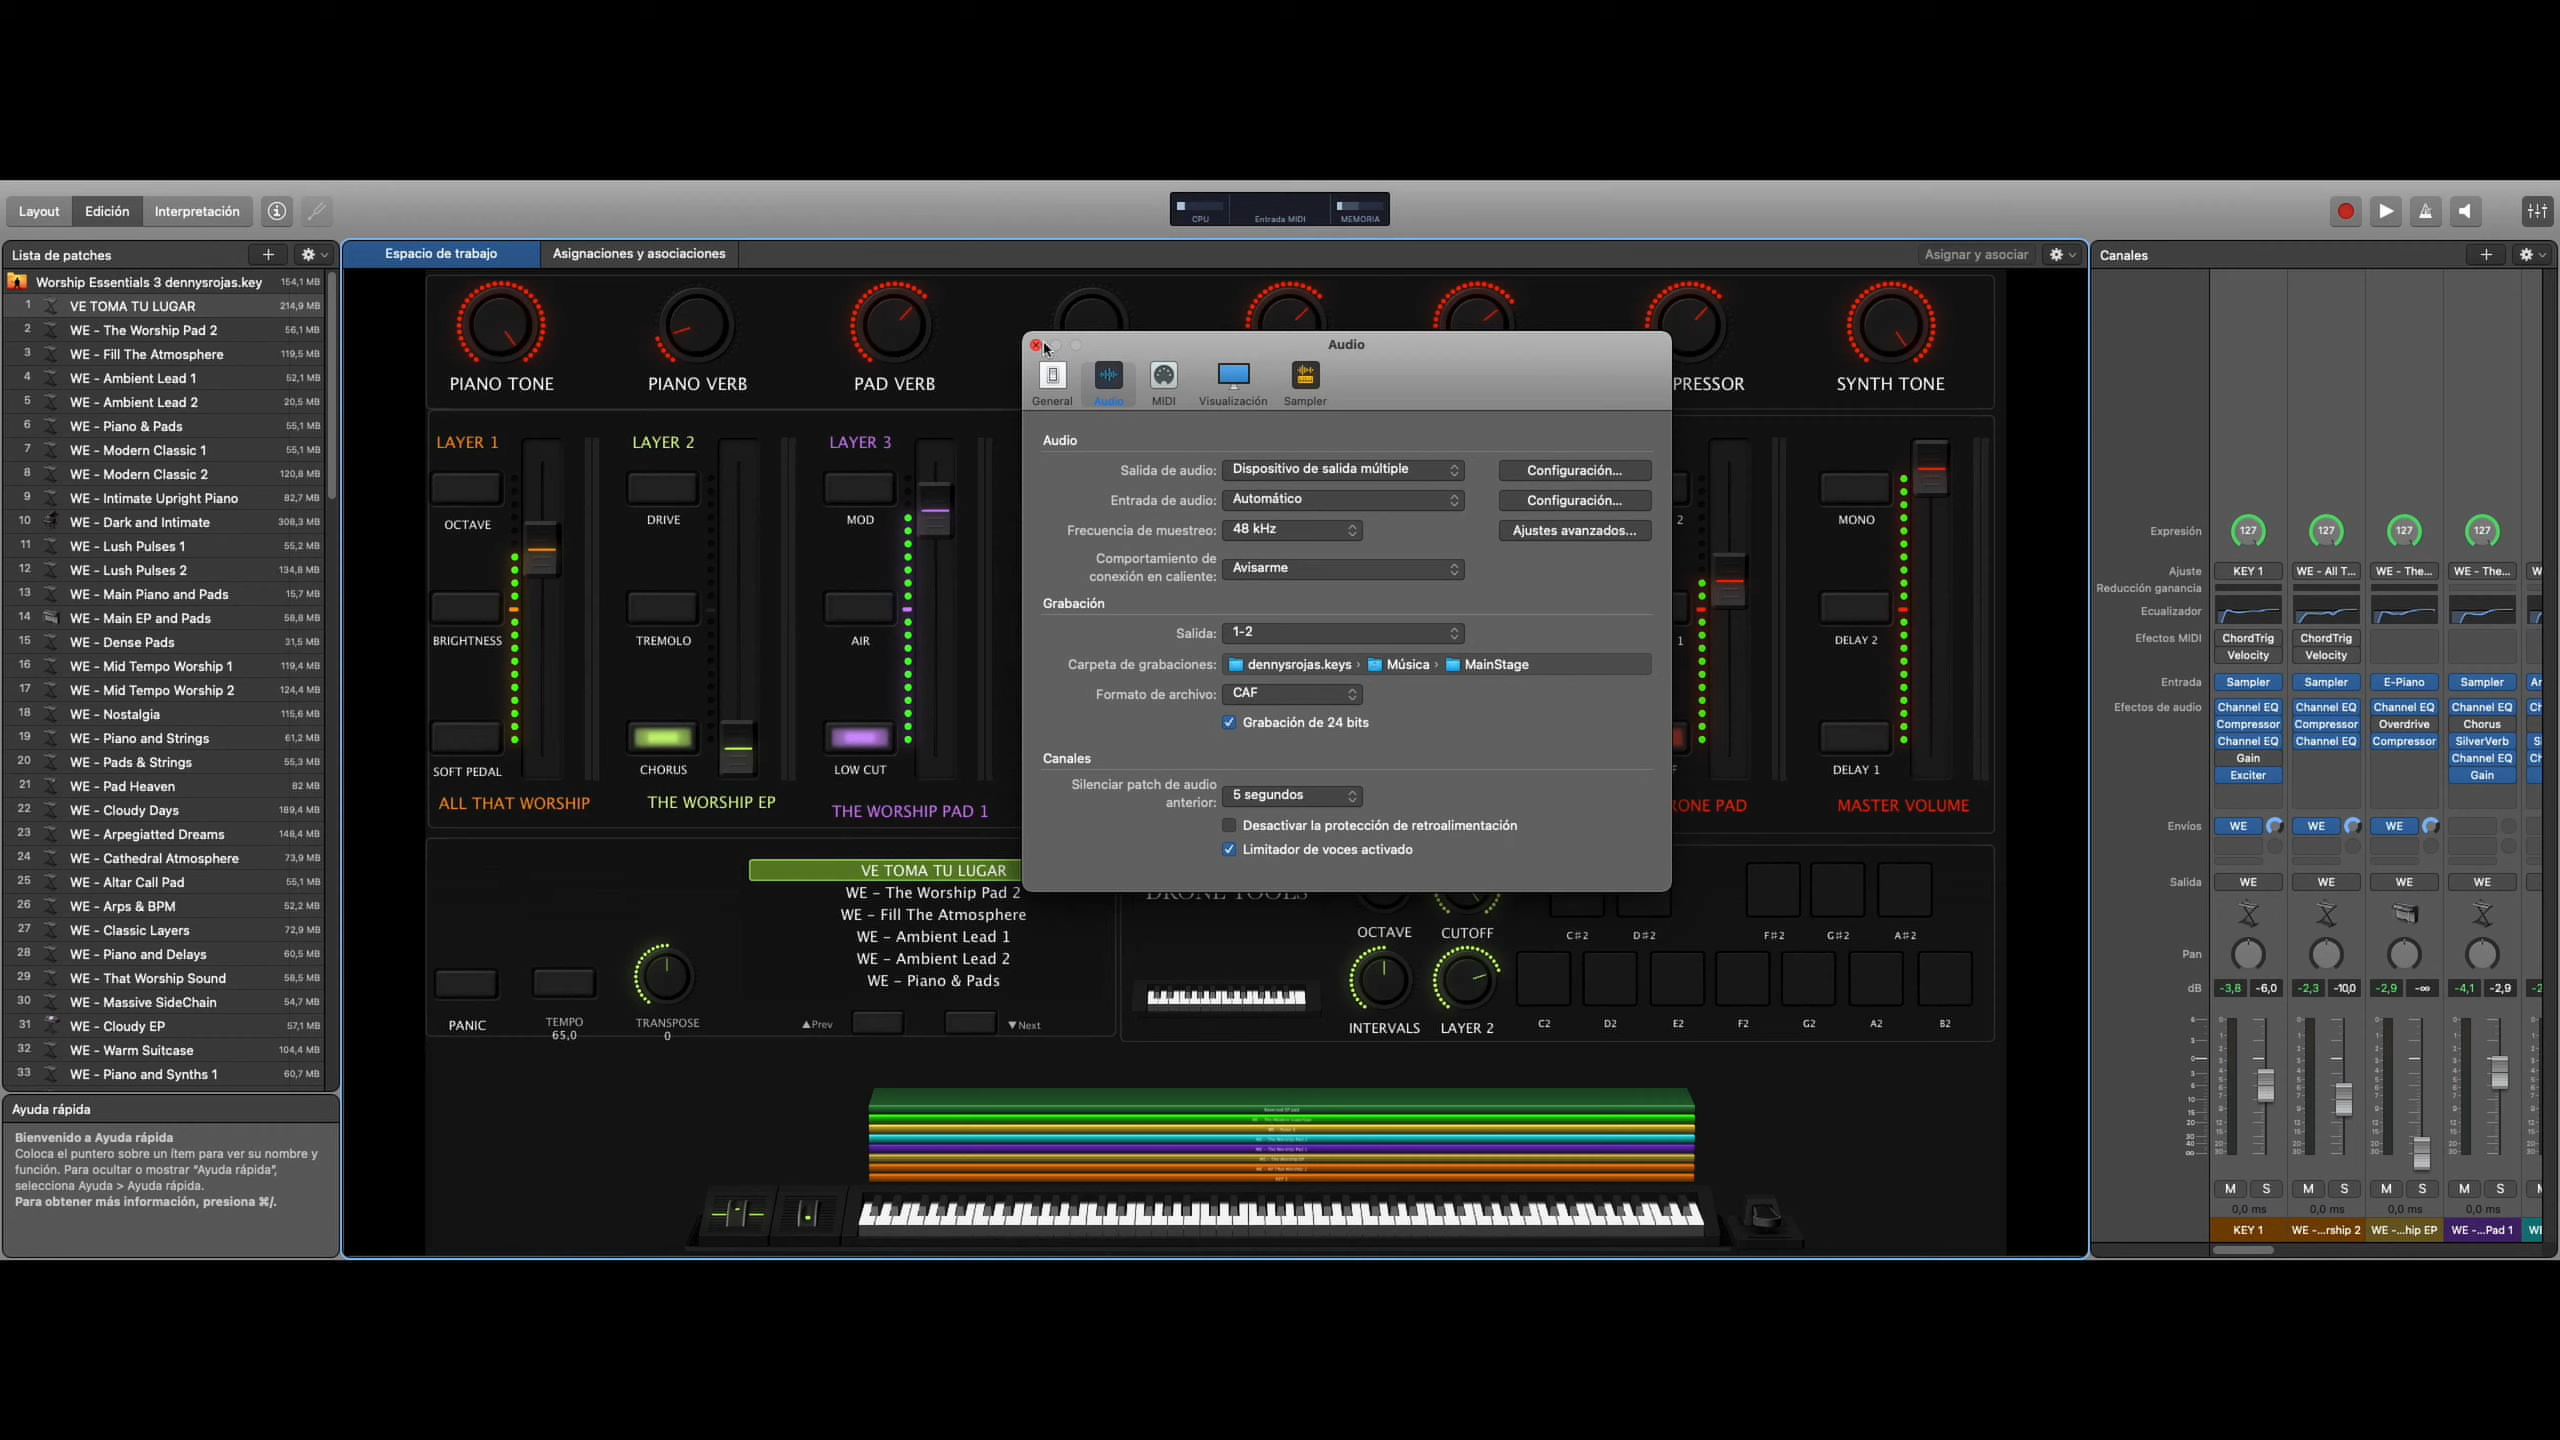 Layout Edición Interpretación
CPU Entrada MIDI MEMORIA
Lista de patches
Worship Essentials 3 dennysrojas.key 154,1 MB
1 VE TOMA TU LUGAR 214,9 MB
2 WE - The Worship Pad 2 56,1 MB
3 WE - Fill The Atmosphere 119,5 MB
4 WE - Ambient Lead 1 52,1 MB
5 WE - Ambient Lead 2 20,5 MB
6 WE - Piano & Pads 55,1 MB
7 WE - Modern Classic 1 55,1 MB
8 WE - Modern Classic 2 120,8 MB
9 WE - Intimate Upright Piano 82,7 MB
10 WE - Dark and Intimate 308,3 MB
11 WE - Lush Pulses 1 55,2 MB
12 WE - Lush Pulses 2 134,8 MB
13 WE - Main Piano and Pads 15,7 MB
14 WE - Main EP and Pads 58,8 MB
15 WE - Dense Pads 31,5 MB
16 WE - Mid Tempo Worship 1 119,4 MB
17 WE - Mid Tempo Worship 2 124,4 MB
18 WE - Nostalgia 115,6 MB
19 WE - Piano and Strings 61,2 MB
20 WE - Pads & Strings 55,3 MB
21 WE - Pad Heaven 82 MB
22 WE - Cloudy Days 189,4 MB
23 WE - Arpegiatted Dreams 148,4 MB
24 WE - Cathedral Atmosphere 73,9 MB
25 WE - Altar Call Pad 55,1 MB
26 WE - Arps & BPM 52,2 MB
27 WE - Classic Layers 72,9 MB
28 WE - Piano and Delays 60,5 MB
29 WE - That Worship Sound 58,5 MB
30 WE - Massive SideChain 54,7 MB
31 WE - Cloudy EP 57,1 MB
32 WE - Warm Suitcase 104,4 MB
33 WE - Piano and Synths 1 60,7 MB
Ayuda rápida
Bienvenido a Ayuda rápida
Coloca el puntero sobre un ítem para ver su nombre y
función. Para ocultar o mostrar "Ayuda rápida",
selecciona Ayuda > Ayuda rápida.
Para obtener más información, presiona ⌘/.
Espacio de trabajo Asignaciones y asociaciones Asignar y asociar
PIANO TONE PIANO VERB PAD VERB PRESSOR SYNTH TONE
LAYER 1 LAYER 2 LAYER 3
OCTAVE DRIVE MOD 2 MONO
BRIGHTNESS TREMOLO AIR 1 DELAY 2
SOFT PEDAL CHORUS LOW CUT F DELAY 1
ALL THAT WORSHIP THE WORSHIP EP THE WORSHIP PAD 1 RONE PAD MASTER VOLUME
Audio
General Audio MIDI Visualización Sampler
Audio
Salida de audio: Dispositivo de salida múltiple Configuración...
Entrada de audio: Automático Configuración...
Frecuencia de muestreo: 48 kHz Ajustes avanzados...
Comportamiento de
conexión en caliente: Avisarme
Grabación
Salida: 1-2
Carpeta de grabaciones: dennysrojas.keys › Música › MainStage
Formato de archivo: CAF
Grabación de 24 bits
Canales
Silenciar patch de audio
anterior: 5 segundos
Desactivar la protección de retroalimentación
Limitador de voces activado
VE TOMA TU LUGAR
WE - The Worship Pad 2
WE - Fill The Atmosphere
WE - Ambient Lead 1
WE - Ambient Lead 2
WE - Piano & Pads
PANIC TEMPO TRANSPOSE ▲Prev ▼Next
65,0 0
DRONE TOOLS
OCTAVE CUTOFF C#2 D#2 F#2 G#2 A#2
INTERVALS LAYER 2 C2 D2 E2 F2 G2 A2 B2
Canales
Expresión 127 127 127 127
Ajuste KEY 1 WE - All T... WE - The... WE - The... W
Reducción ganancia
Ecualizador
Efectos MIDI ChordTrig ChordTrig
Velocity Velocity
Entrada Sampler Sampler E-Piano Sampler Ar
Efectos de audio Channel EQ Channel EQ Channel EQ Channel EQ Ch
Compressor Compressor Overdrive Chorus
Channel EQ Channel EQ Compressor SilverVerb S
Gain Channel EQ Ch
Exciter Gain
Envíos WE WE WE
Salida WE WE WE WE
Pan
dB -3,8 -6,0 -2,3 -10,0 -2,9 -∞ -4,1 -2,9 -2
M S M S M S M S
0,0 ms 0,0 ms 0,0 ms 0,0 ms
KEY 1 WE -...rship 2 WE -...hip EP WE -...Pad 1 WE